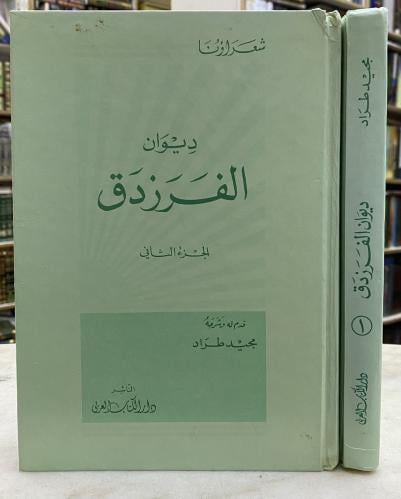 شعراؤنا
ديوان
الفرزدق
الجزء الثاني
قدم له وشرحه
مجيد طراد
الناشر
دار الكتاب العربي
مجيد طراد
ديوان الفرزدق
١
دار الكتاب العربي